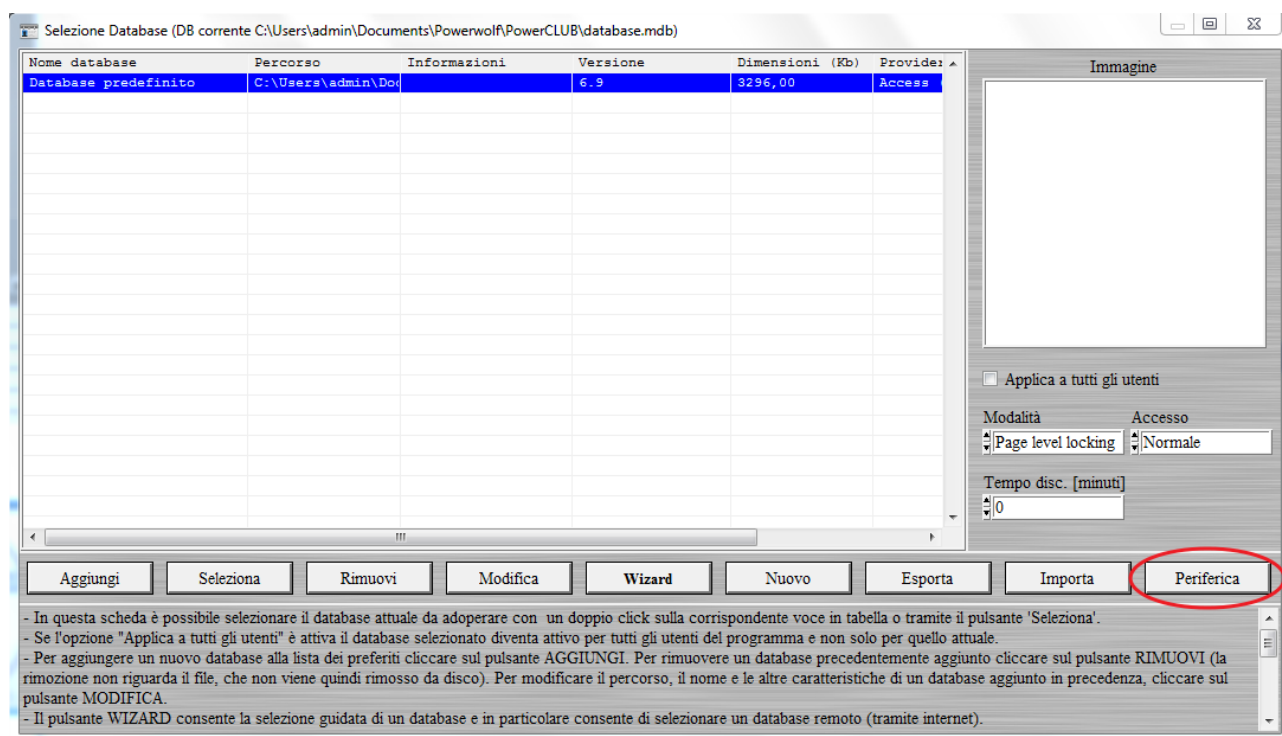 Selezione Database (DB corrente C:\Users\admin\Documents\Powerwolf\PowerCLUB\database.mdb)
Nome database Percorso Informazioni Versione Dimensioni (Kb) Provider
Database predefinito C:\Users\admin\Doc 6.9 3296,00 Access (
Immagine
Applica a tutti gli utenti
Modalità Accesso
Page level locking Normale
Tempo disc. [minuti]
0
Aggiungi Seleziona Rimuovi Modifica Wizard Nuovo Esporta Importa Periferica
- In questa scheda è possibile selezionare il database attuale da adoperare con un doppio click sulla corrispondente voce in tabella o tramite il pulsante 'Seleziona'.
- Se l'opzione "Applica a tutti gli utenti" è attiva il database selezionato diventa attivo per tutti gli utenti del programma e non solo per quello attuale.
- Per aggiungere un nuovo database alla lista dei preferiti cliccare sul pulsante AGGIUNGI. Per rimuovere un database precedentemente aggiunto cliccare sul pulsante RIMUOVI (la
rimozione non riguarda il file, che non viene quindi rimosso da disco). Per modificare il percorso, il nome e le altre caratteristiche di un database aggiunto in precedenza, cliccare sul
pulsante MODIFICA.
- Il pulsante WIZARD consente la selezione guidata di un database e in particolare consente di selezionare un database remoto (tramite internet).